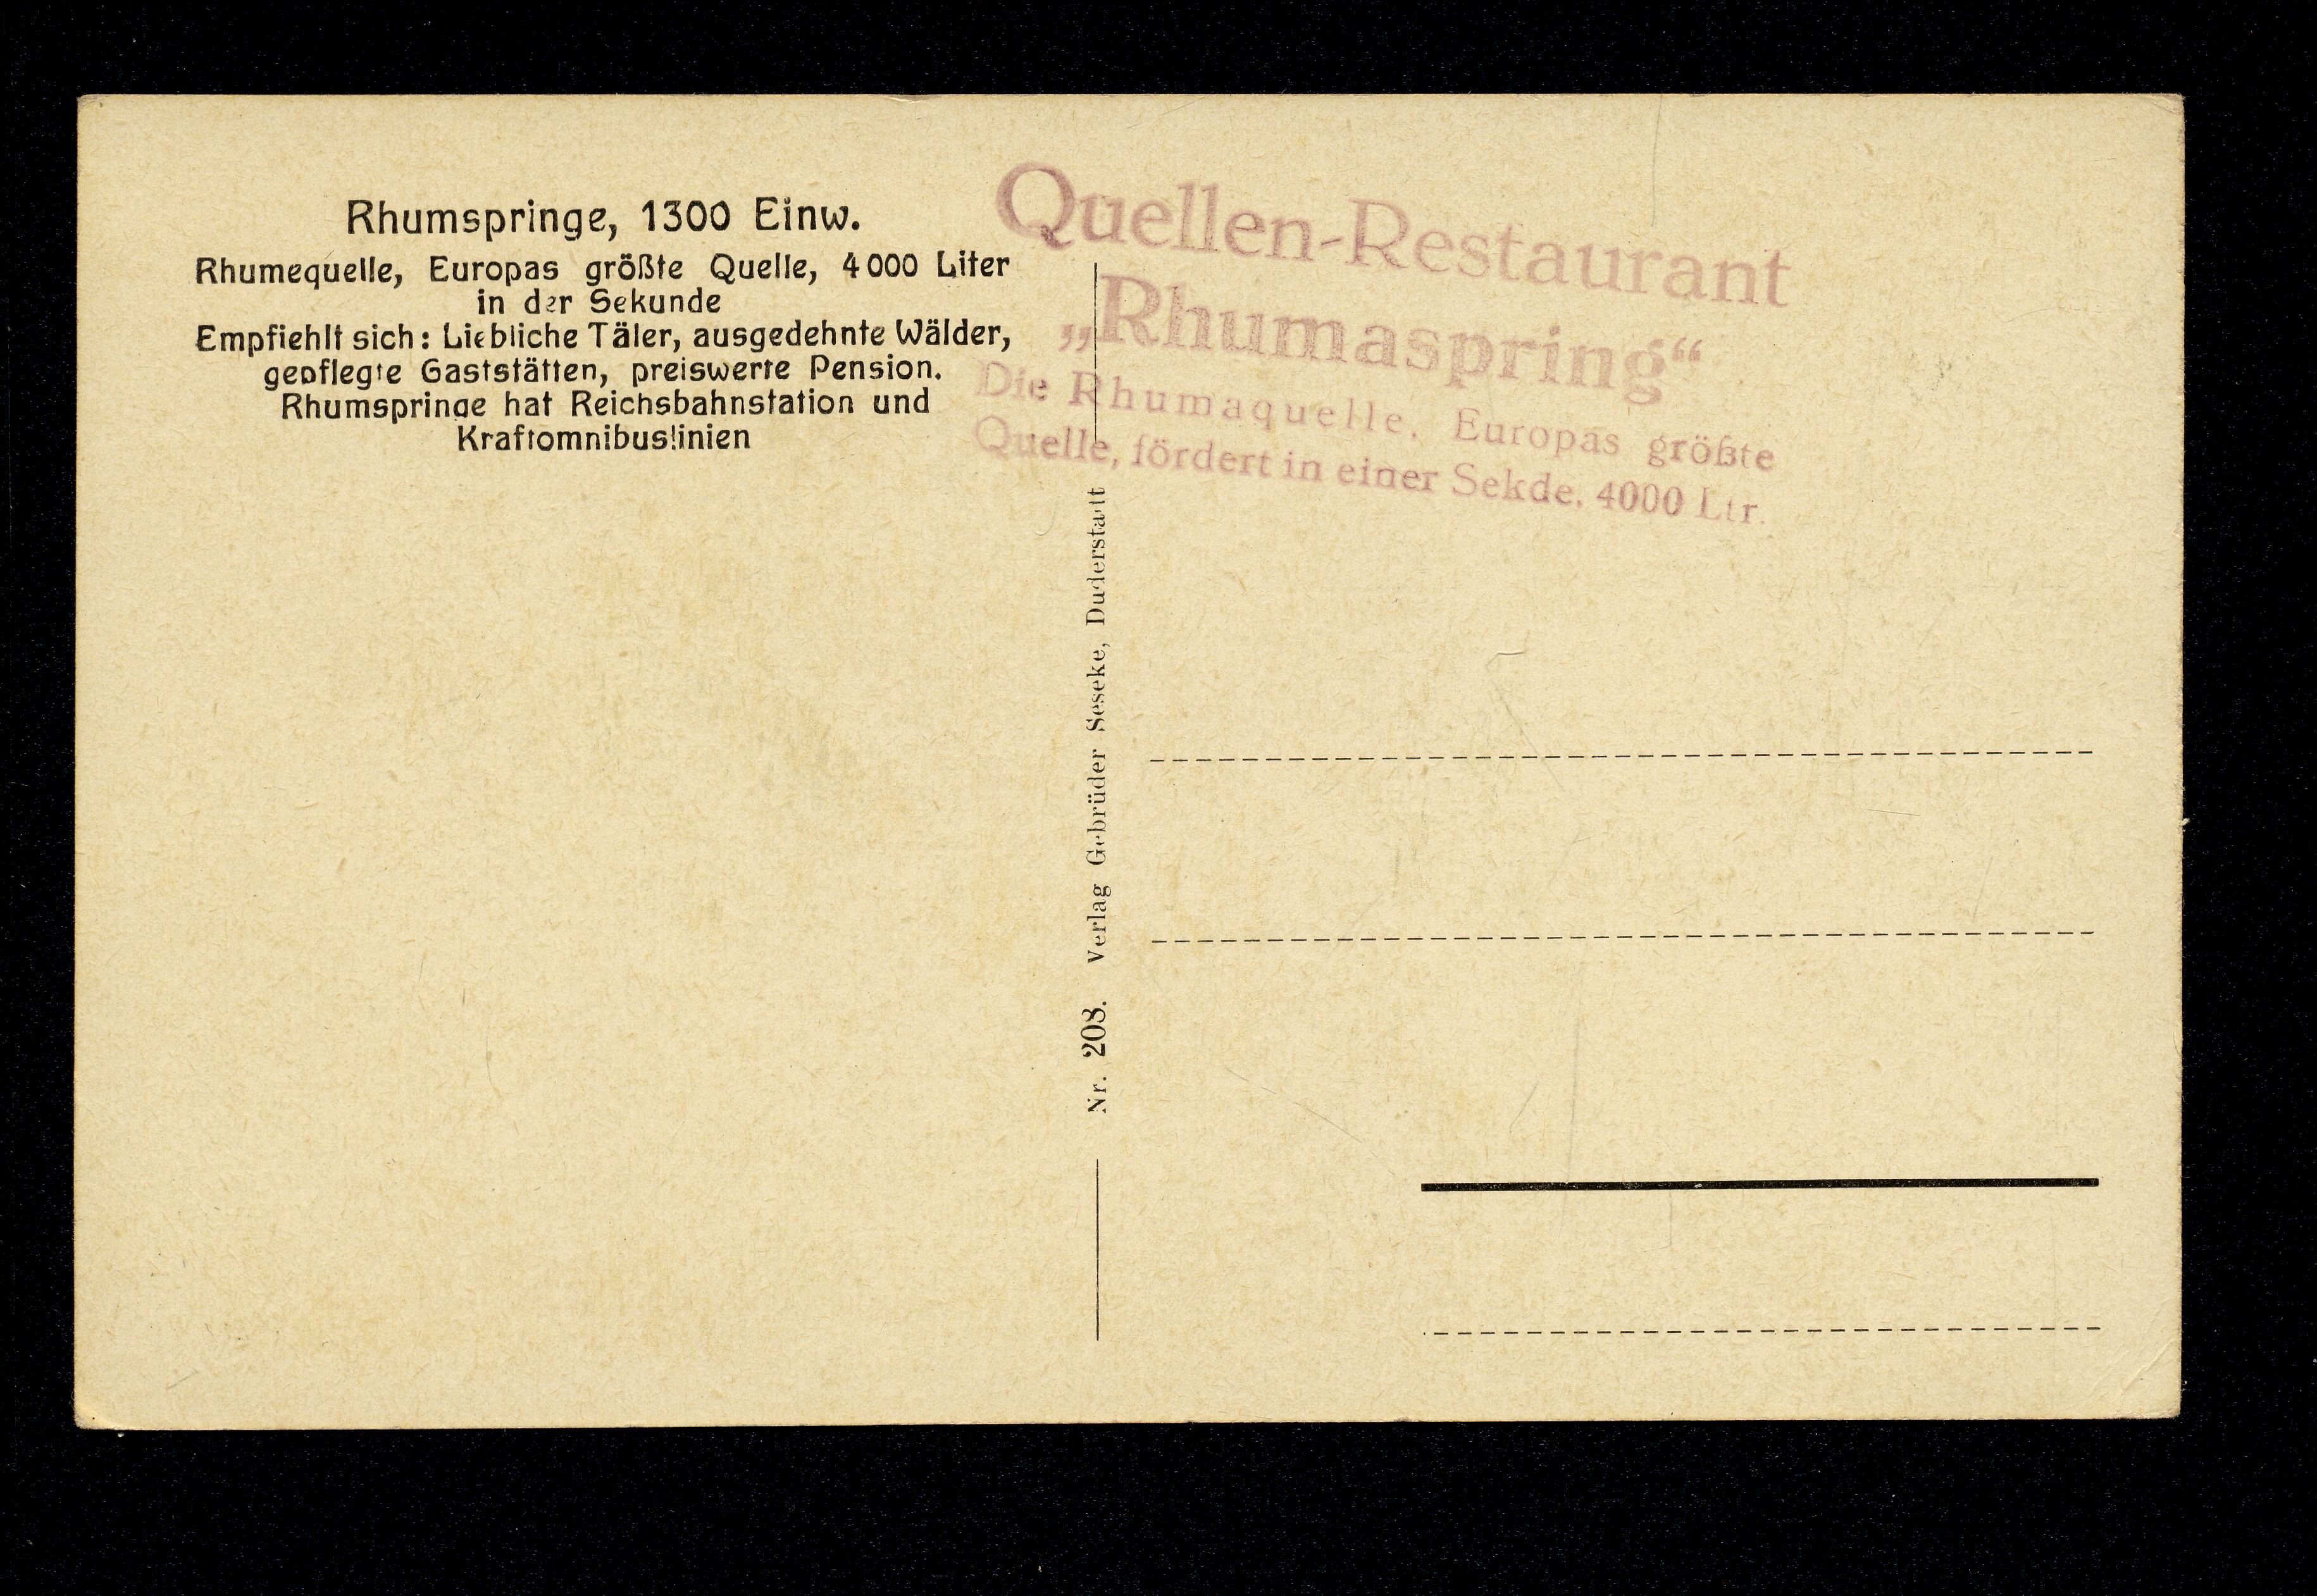 Rhumspringe, 1300 Einw.
Rhumequelle, Europas größte Quelle, 4000 Liter
in der Sekunde
Empfiehlt sich: Liebliche Täler, ausgedehnte Wälder,
gepflegte Gaststätten, preiswerte Pension.
Rhumspringe hat Reichsbahnstation und
Kraftomnibuslinien
Quellen-Restaurant
„Rhumaspring“
Die Rhumaquelle, Europas größte
Quelle, fördert in einer Sekde. 4000 Ltr.
Nr. 203. Verlag Gebrüder Seseke, Duderstadt